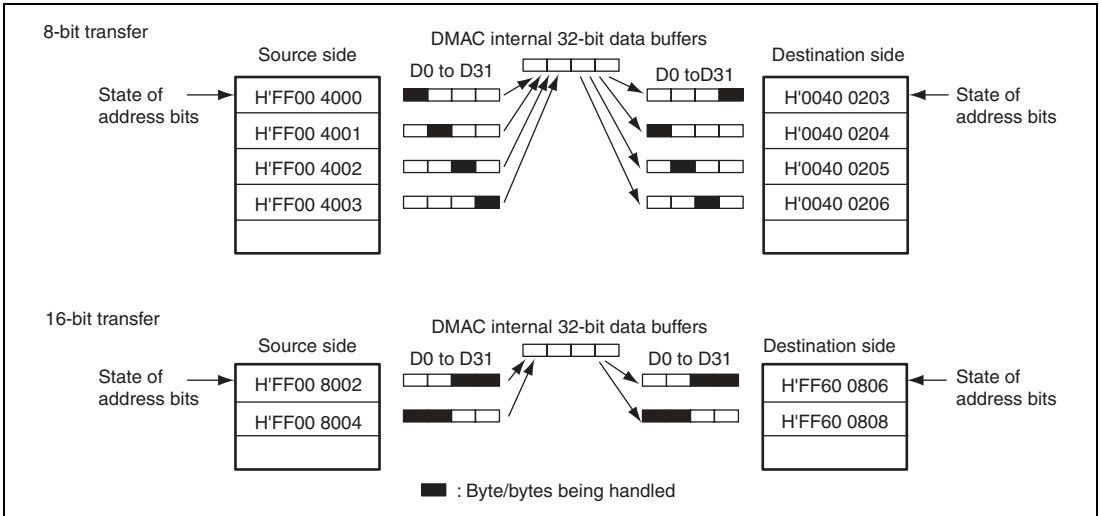 8-bit transfer
DMAC internal 32-bit data buffers
Source side
Destination side
D0 to D31
D0 toD31
State of
address bits
H'FF00 4000
H'FF00 4001
H'FF00 4002
H'FF00 4003
H'0040 0203
H'0040 0204
H'0040 0205
H'0040 0206
State of
address bits
16-bit transfer
DMAC internal 32-bit data buffers
Source side
Destination side
D0 to D31
D0 to D31
State of
address bits
H'FF00 8002
H'FF00 8004
H'FF60 0806
H'FF60 0808
State of
address bits
: Byte/bytes being handled